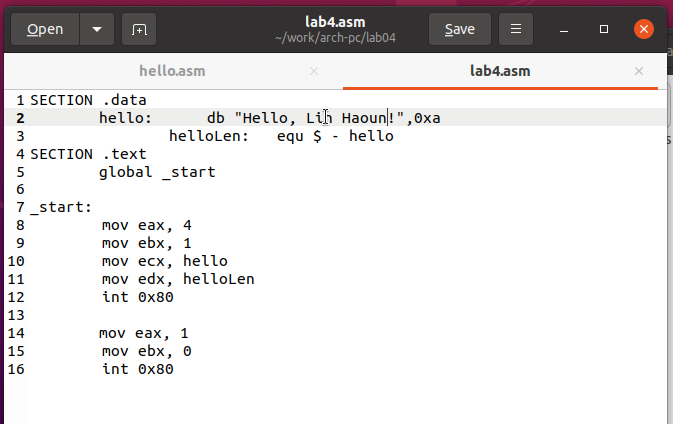 Open
lab4.asm
~/work/arch-pc/lab04
Save
hello.asm ×
lab4.asm ×
1 SECTION .data
2 hello: db "Hello, Lin Haoun!",0xa
3 helloLen: equ $ - hello
4 SECTION .text
5 global _start
6
7 _start:
8 mov eax, 4
9 mov ebx, 1
10 mov ecx, hello
11 mov edx, helloLen
12 int 0x80
13
14 mov eax, 1
15 mov ebx, 0
16 int 0x80